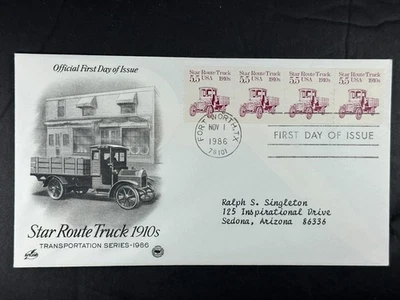 Official First Day of Issue
Star Route Truck
5.5 USA 1910s
Star Route Truck
5.5 USA 1910s
Star Route Truck
5.5 USA 1910s
Star Route Truck
5.5 USA 1910s
FORT WORTH, TX
NOV 1
1986
76101
FIRST DAY OF ISSUE
Ralph S. Singleton
125 Inspirational Drive
Sedona, Arizona 86336
Star Route Truck 1910s
TRANSPORTATION SERIES-1986